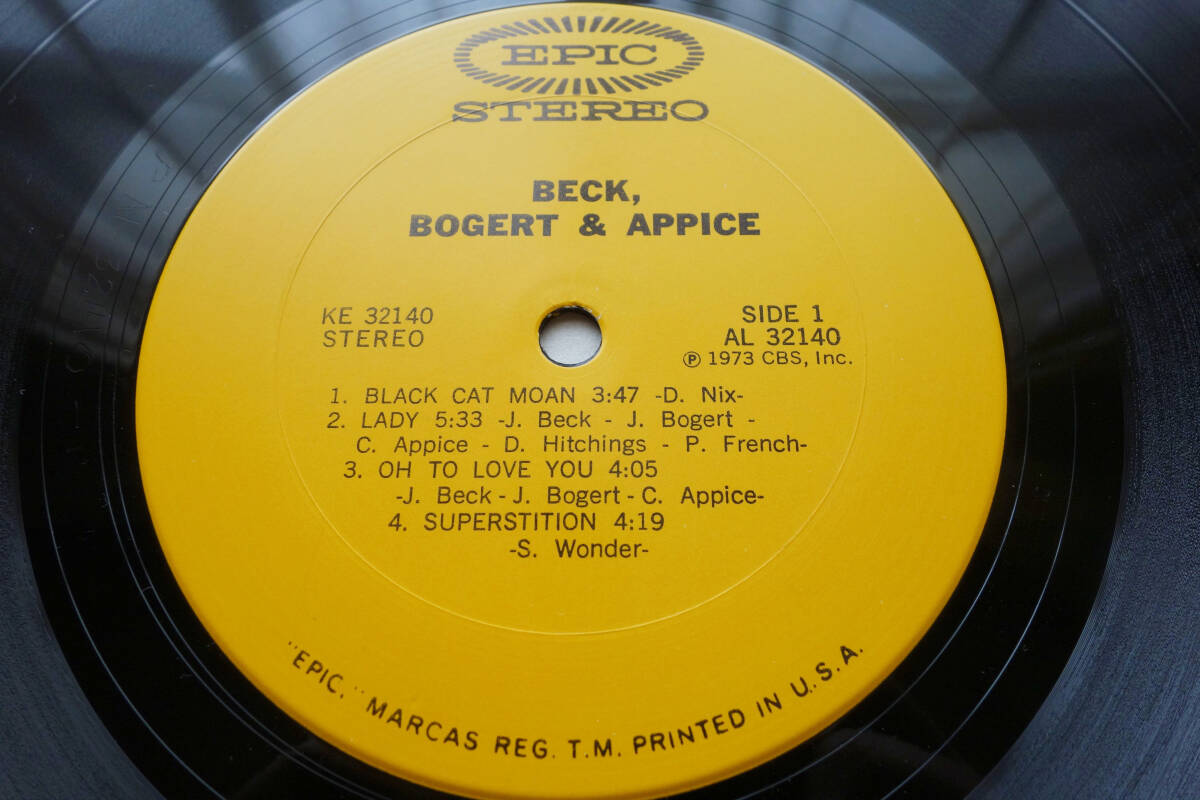 EPIC
STEREO
BECK,
BOGERT & APPICE
KE 32140
STEREO
SIDE 1
AL 32140
Ⓟ 1973 CBS, Inc.
1. BLACK CAT MOAN 3:47 -D. Nix-
2. LADY 5:33 -J. Beck - J. Bogert -
C. Appice - D. Hitchings - P. French-
3. OH TO LOVE YOU 4:05
-J. Beck - J. Bogert - C. Appice-
4. SUPERSTITION 4:19
-S. Wonder-
"EPIC," MARCAS REG. T.M. PRINTED IN U.S.A.